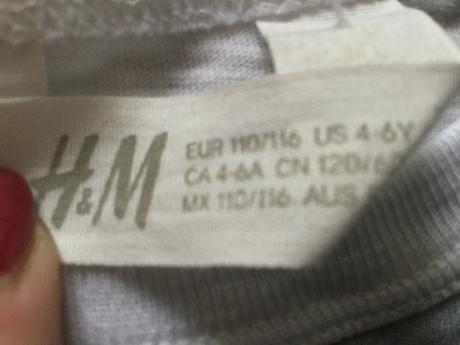 H&M
EUR 110/116 US 4-6Y
CA 4-6A CN 120/6
MX 110/116 AUS